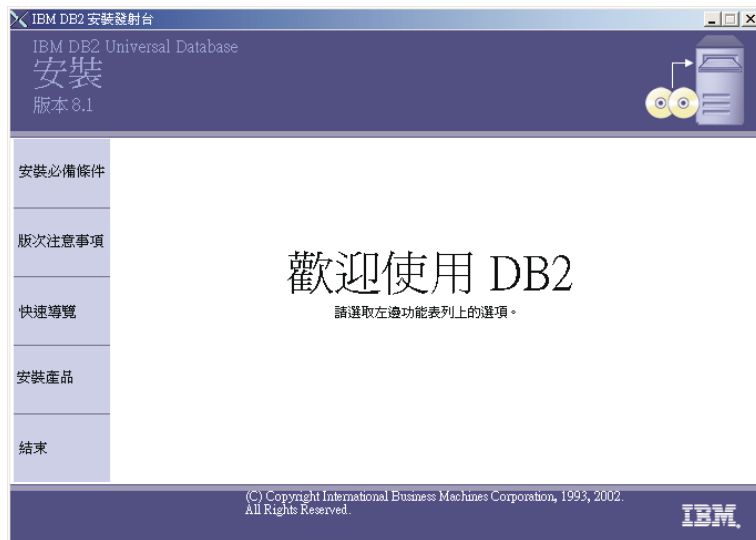 IBM DB2 安裝發射台
IBM DB2 Universal Database
安裝
版本 8.1
安裝必備條件
版次注意事項
快速導覽
安裝產品
結束
歡迎使用 DB2
請選取左邊功能表列上的選項。
(C) Copyright International Business Machines Corporation, 1993, 2002.
All Rights Reserved.
IBM